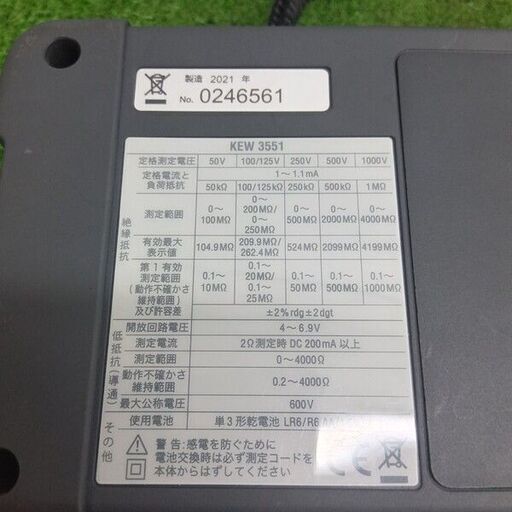 製造 2021 年
No. 0246561
KEW 3551
定格測定電圧 50V 100/125V 250V 500V 1000V
定格電流と
負荷抵抗
1～1.1mA
50kΩ 100/125kΩ 250kΩ 500kΩ 1MΩ
絶縁抵抗
測定範囲
0～
100MΩ
0～
200MΩ/
0～
250MΩ
0～
500MΩ
0～
2000MΩ
0～
4000MΩ
有効最大
表示値
104.9MΩ
209.9MΩ/
262.4MΩ
524MΩ 2099MΩ 4199MΩ
第1有効
測定範囲
(動作不確かさ
維持範囲)
及び許容差
0.1～
10MΩ
0.1～
20MΩ/
0.1～
25MΩ
0.1～
50MΩ
0.1～
500MΩ
0.1～
1000MΩ
±2%rdg±2dgt
低抵抗(導通)
開放回路電圧 4～6.9V
測定電流 2Ω測定時 DC 200mA 以上
測定範囲 0～4000Ω
動作不確かさ
維持範囲
0.2～4000Ω
その他
最大公称電圧 600V
使用電池 単3形乾電池 LR6/R6
警告:感電を防ぐために
電池交換時は必ず測定コードを
本体からはずしてください。
CE